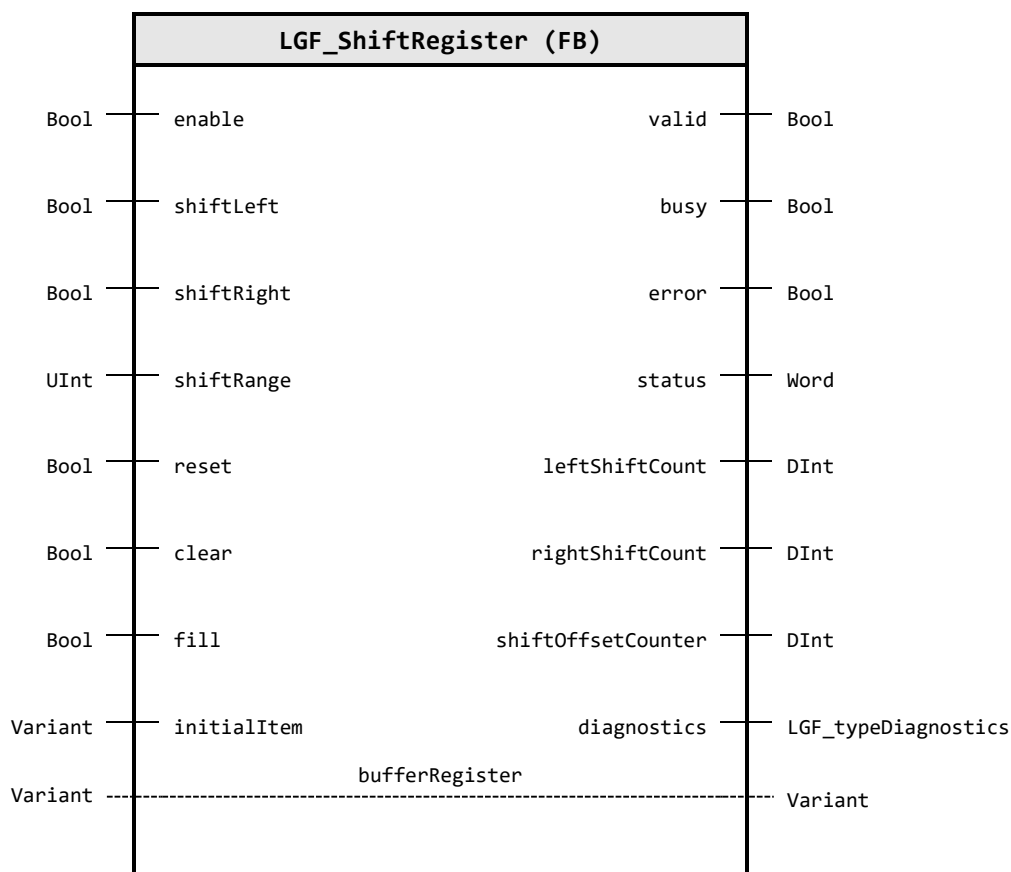 LGF_ShiftRegister (FB)
Bool enable valid Bool
Bool shiftLeft busy Bool
Bool shiftRight error Bool
UInt shiftRange status Word
Bool reset leftShiftCount DInt
Bool clear rightShiftCount DInt
Bool fill shiftOffsetCounter DInt
Variant initialItem diagnostics LGF_typeDiagnostics
bufferRegister
Variant Variant